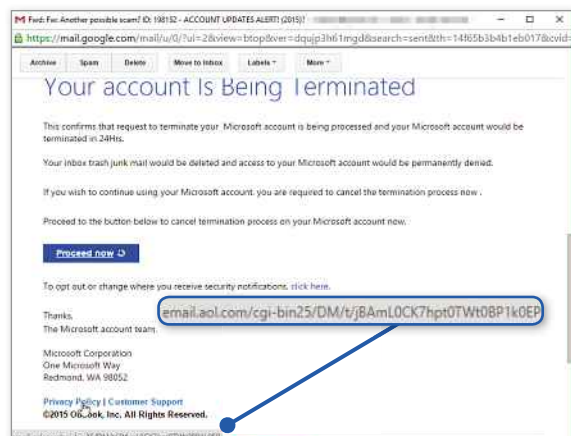 Fwd: Fw: Another possible scam? ID: 198152 - ACCOUNT UPDATES ALERT! (2015)!
https://mail.google.com/mail/u/0/?ui=2&view=btop&ver=dqujp3h61mgd&search=sent&th=14f65b3b4b1eb017&cvid=
Archive Spam Delete Move to Inbox Labels More
Your account Is Being Terminated
This confirms that request to terminate your Microsoft account is being processed and your Microsoft account would be
terminated in 24Hrs.
Your inbox trash junk mail would be deleted and access to your Microsoft account would be permanently denied.
If you wish to continue using your Microsoft account. you are required to cancel the termination process now .
Proceed to the button below to cancel termination process on your Microsoft account now.
Proceed now
To opt out or change where you receive security notifications, click here.
email.aol.com/cgi-bin25/DM/t/jBAmL0CK7hpt0TWt0BP1k0EP
Thanks,
The Microsoft account team.
Microsoft Corporation
One Microsoft Way
Redmond, WA 98052
Privacy Policy | Customer Support
©2015 Inc. All Rights Reserved.